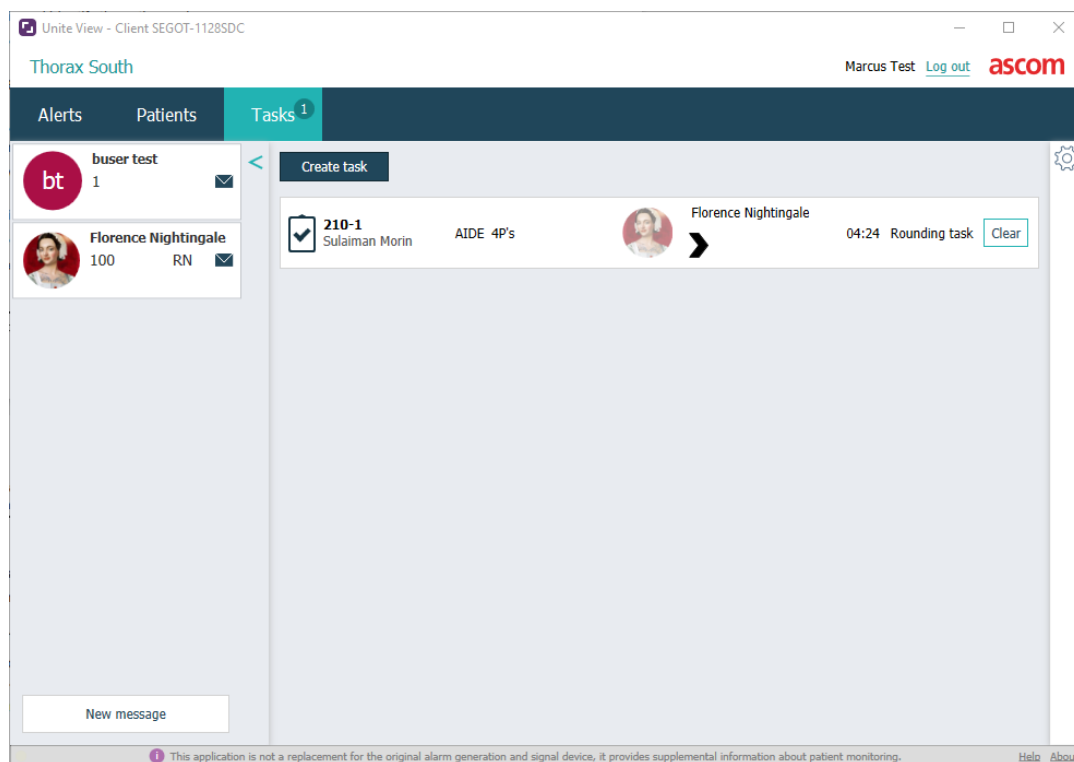 Unite View - Client SEGOT-1128SDC
Thorax South
Marcus Test Log out ascom
Alerts Patients Tasks 1
buser test
bt 1
Florence Nightingale
100 RN
Create task
210-1
Sulaiman Morin
AIDE 4P's
Florence Nightingale
04:24 Rounding task Clear
New message
This application is not a replacement for the original alarm generation and signal device, it provides supplemental information about patient monitoring.
Help Abou